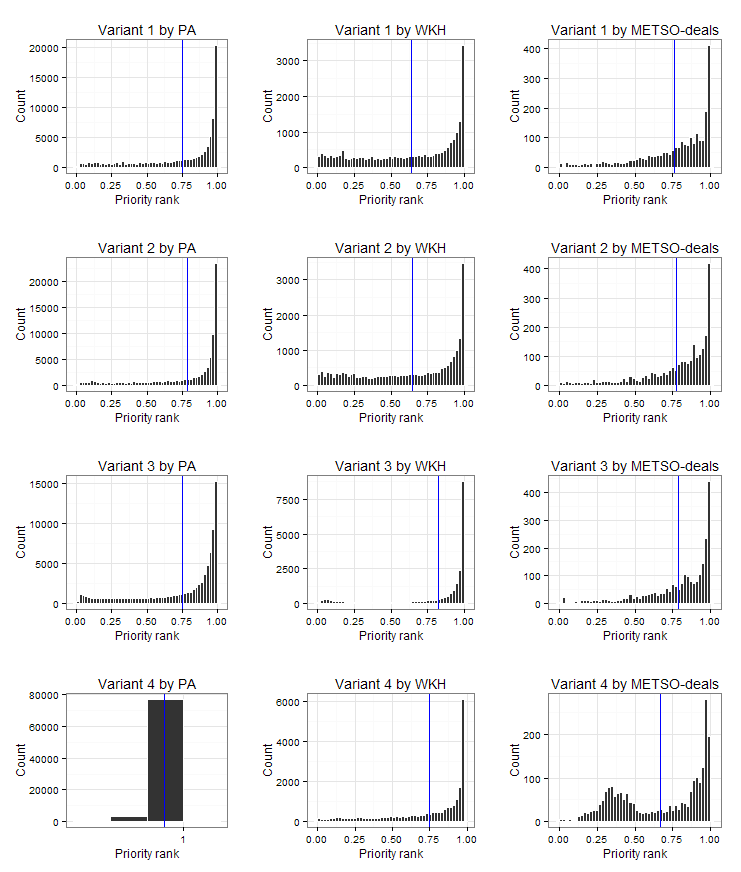 Variant 1 by PA
Variant 1 by WKH
Variant 1 by METSO-deals
20000
15000
10000
5000
0
Count
0.00 0.25 0.50 0.75 1.00
Priority rank
3000
2000
1000
0
Count
0.00 0.25 0.50 0.75 1.00
Priority rank
400
300
200
100
0
Count
0.00 0.25 0.50 0.75 1.00
Priority rank
Variant 2 by PA
Variant 2 by WKH
Variant 2 by METSO-deals
20000
15000
10000
5000
0
Count
0.00 0.25 0.50 0.75 1.00
Priority rank
3000
2000
1000
0
Count
0.00 0.25 0.50 0.75 1.00
Priority rank
400
300
200
100
0
Count
0.00 0.25 0.50 0.75 1.00
Priority rank
Variant 3 by PA
Variant 3 by WKH
Variant 3 by METSO-deals
15000
10000
5000
0
Count
0.00 0.25 0.50 0.75 1.00
Priority rank
7500
5000
2500
0
Count
0.00 0.25 0.50 0.75 1.00
Priority rank
400
300
200
100
0
Count
0.00 0.25 0.50 0.75 1.00
Priority rank
Variant 4 by PA
Variant 4 by WKH
Variant 4 by METSO-deals
80000
60000
40000
20000
0
Count
1
Priority rank
6000
4000
2000
0
Count
0.00 0.25 0.50 0.75 1.00
Priority rank
200
100
0
Count
0.00 0.25 0.50 0.75 1.00
Priority rank